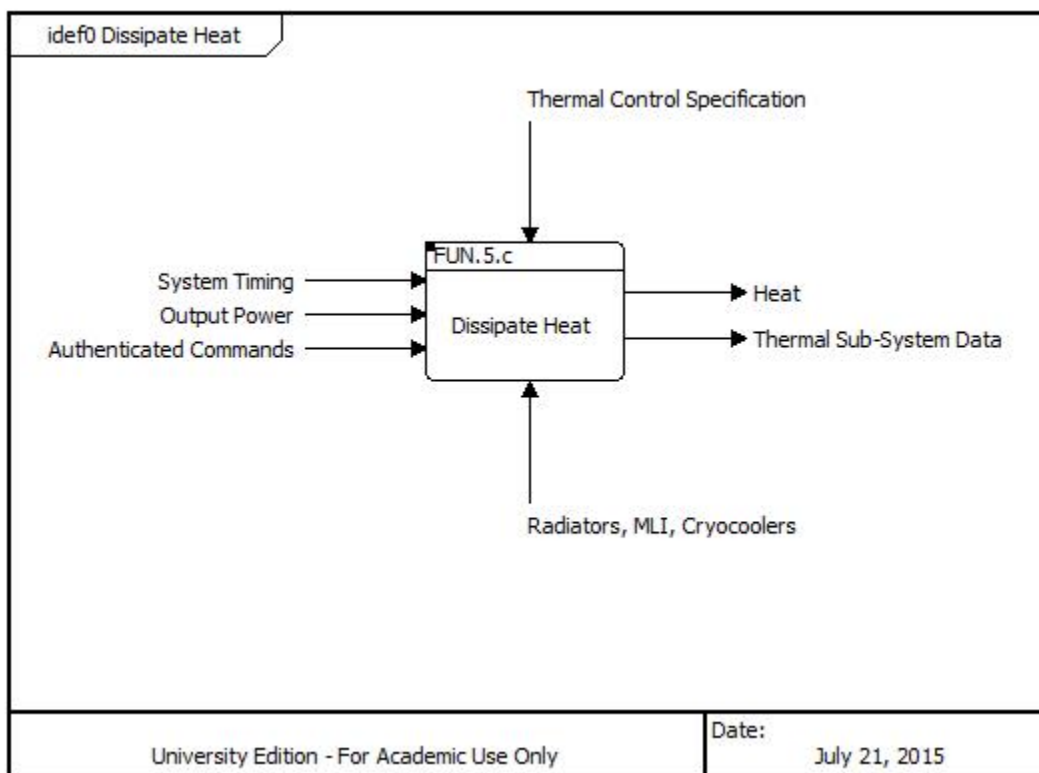 idef0 Dissipate Heat
Thermal Control Specification
FUN.5.c
System Timing
Output Power
Authenticated Commands
Dissipate Heat
Heat
Thermal Sub-System Data
Radiators, MLI, Cryocoolers
University Edition - For Academic Use Only
Date:
July 21, 2015